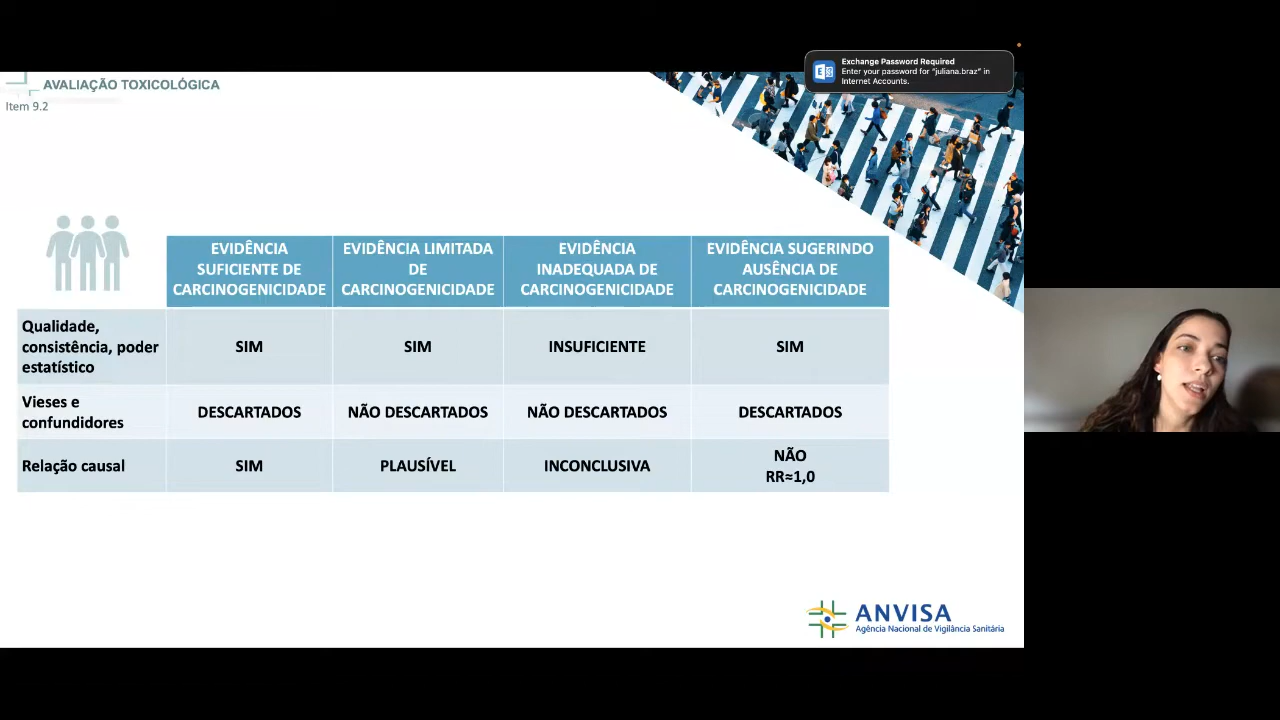 Exchange Password Required
Enter your password for "juliana.braz" in
Internet Accounts.
AVALIAÇÃO TOXICOLÓGICA
Item 9.2
EVIDÊNCIA
SUFICIENTE DE
CARCINOGENICIDADE
EVIDÊNCIA LIMITADA
DE
CARCINOGENICIDADE
EVIDÊNCIA
INADEQUADA DE
CARCINOGENICIDADE
EVIDÊNCIA SUGERINDO
AUSÊNCIA DE
CARCINOGENICIDADE
Qualidade,
consistência, poder
estatístico
SIM
SIM
INSUFICIENTE
SIM
Vieses e
confundidores
DESCARTADOS
NÃO DESCARTADOS
NÃO DESCARTADOS
DESCARTADOS
Relação causal
SIM
PLAUSÍVEL
INCONCLUSIVA
NÃO
RR≈1,0
ANVISA
Agência Nacional de Vigilância Sanitária